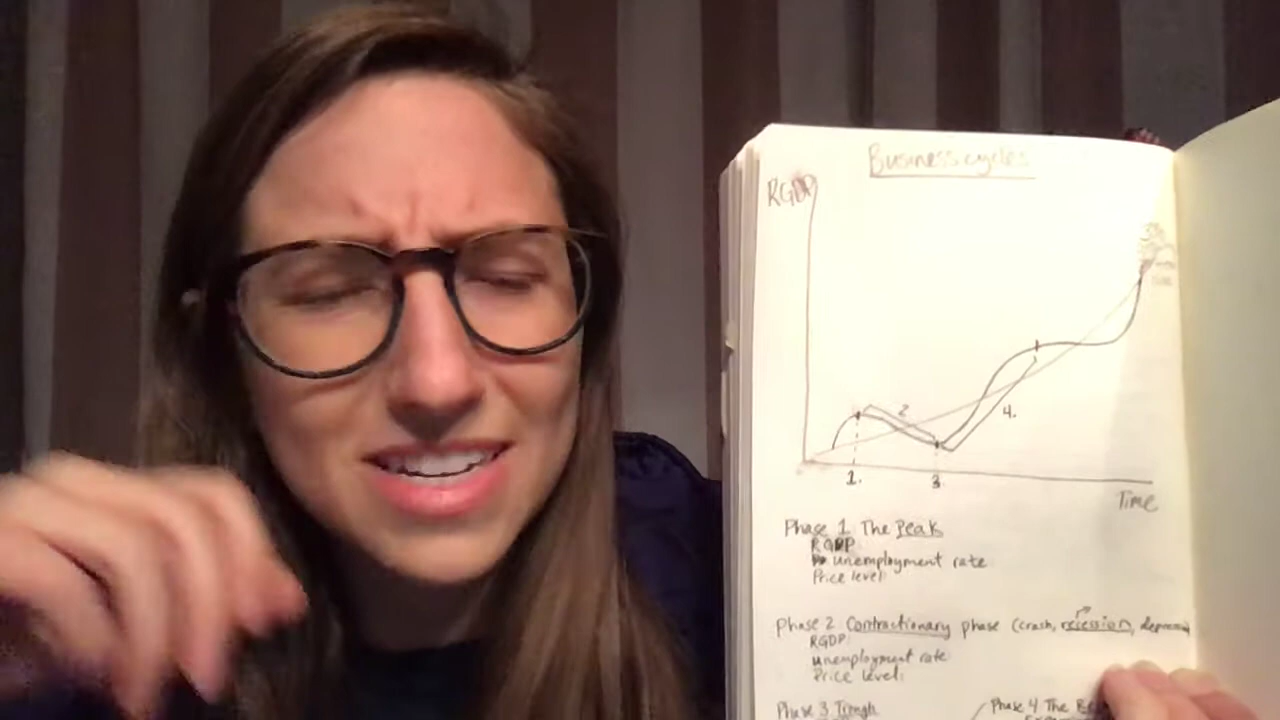 Business cycles
RGDP
2
4.
1.
3
Time
Phase 1 The Peak
RGDP
unemployment rate
Price level:
Phase 2 Contractionary phase (crash, recession,
RGDP:
unemployment rate
Price level:
Phase 3 Trough
Phase 4 The